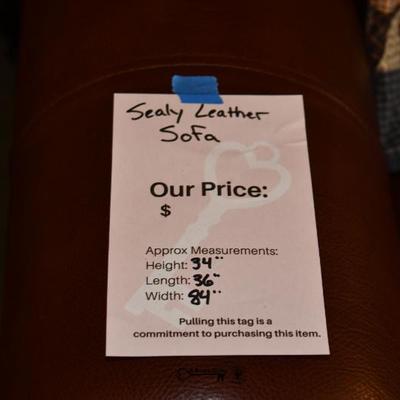 Sealy Leather
Sofa
Our Price:
$
Approx Measurements:
Height: 34"
Length: 36"
Width: 84"
Pulling this tag is a
commitment to purchasing this item.